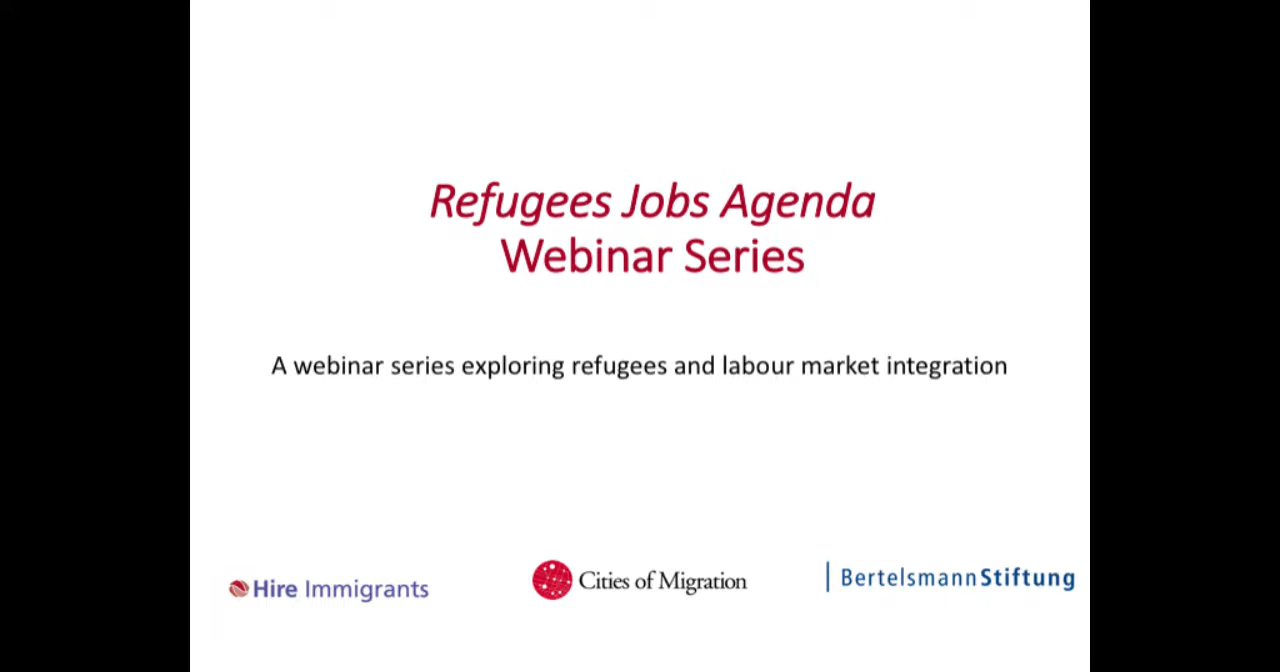 Refugees Jobs Agenda
Webinar Series
A webinar series exploring refugees and labour market integration
Hire Immigrants
Cities of Migration
BertelsmannStiftung